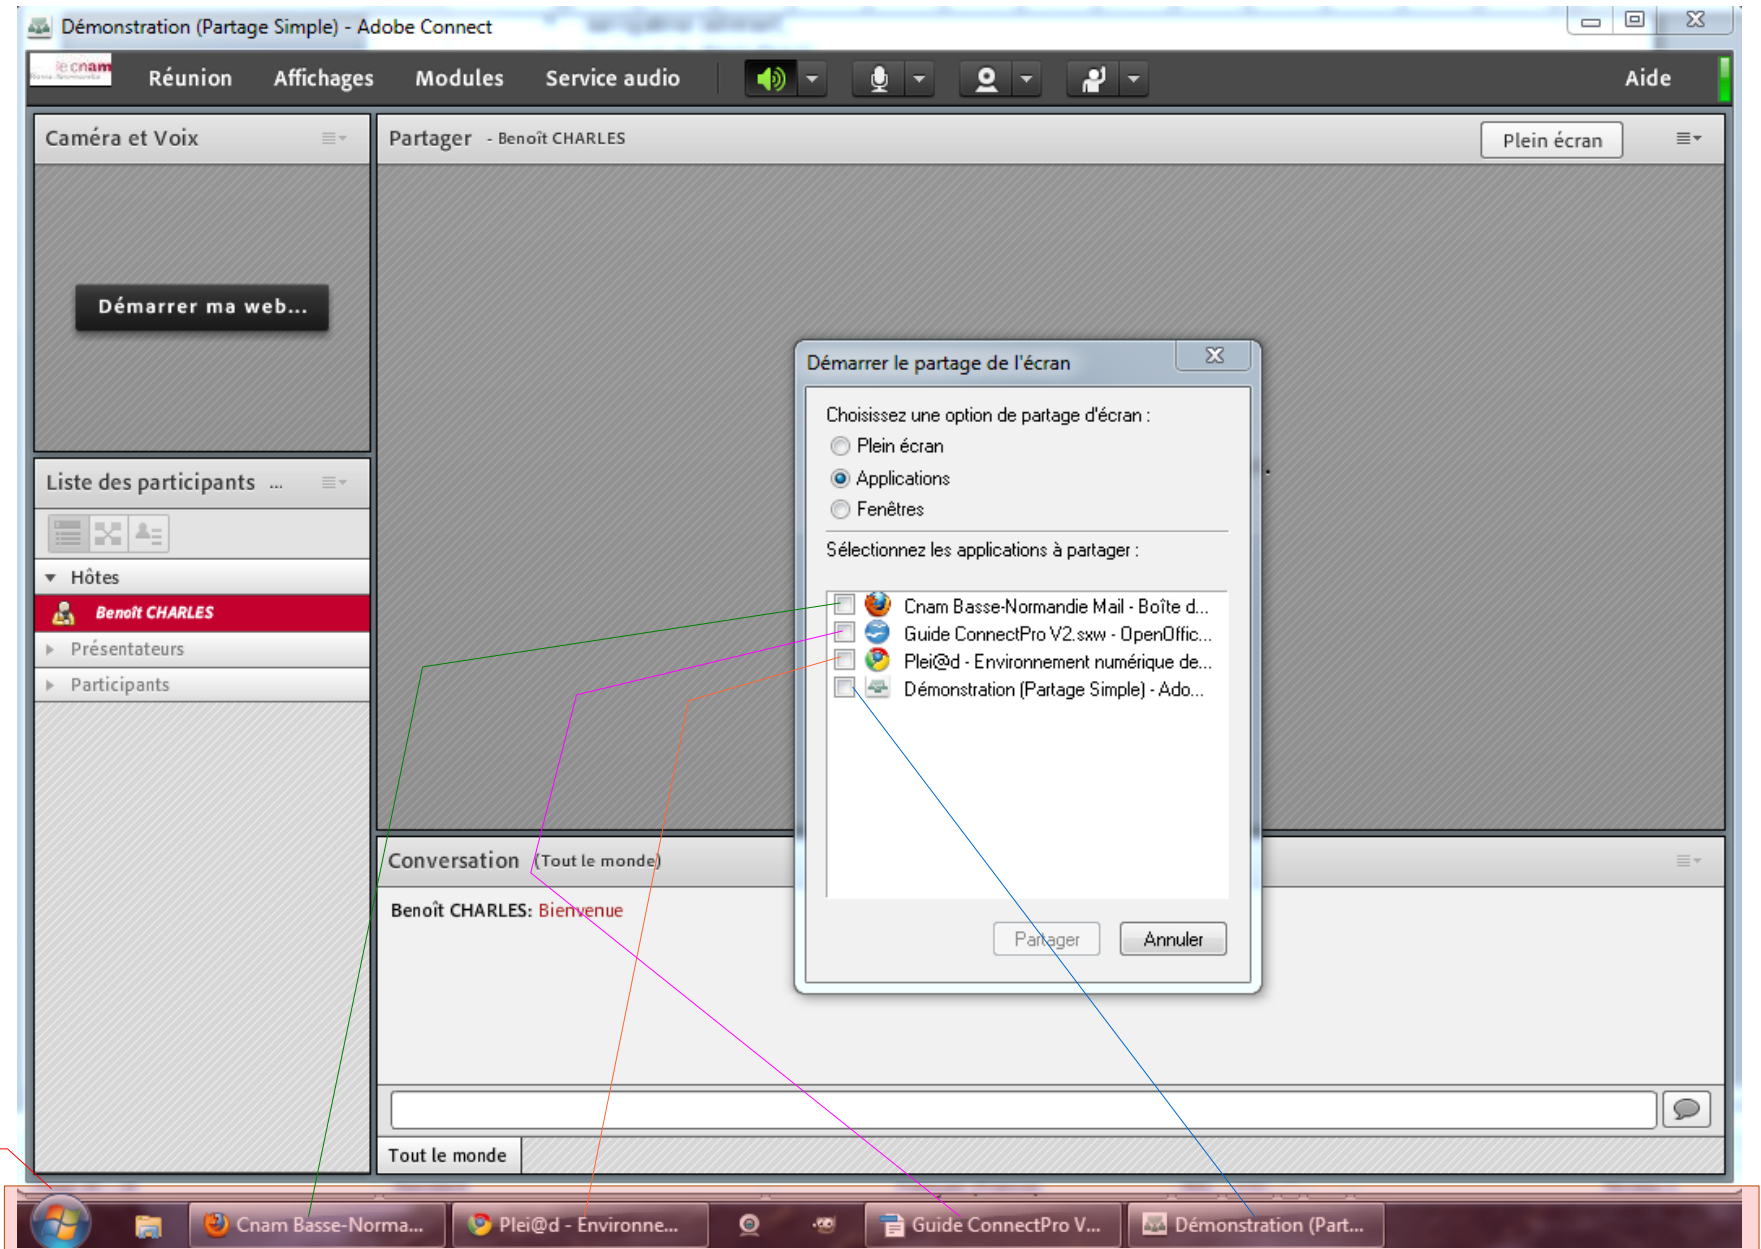 Démonstration (Partage Simple) - Adobe Connect
le cnam
Réunion Affichages Modules Service audio Aide
Caméra et Voix
Partager - Benoît CHARLES Plein écran
Démarrer ma web...
Démarrer le partage de l'écran
Choisissez une option de partage d'écran :
Plein écran
Applications
Fenêtres
Sélectionnez les applications à partager :
Cnam Basse-Normandie Mail - Boîte d...
Guide ConnectPro V2.sxw - OpenOffic...
Plei@d - Environnement numérique de...
Démonstration (Partage Simple) - Ado...
Partager Annuler
Liste des participants ...
Hôtes
Benoît CHARLES
Présentateurs
Participants
Conversation (Tout le monde)
Benoît CHARLES: Bienvenue
Tout le monde
Cnam Basse-Norma... Plei@d - Environne... Guide ConnectPro V... Démonstration (Part...